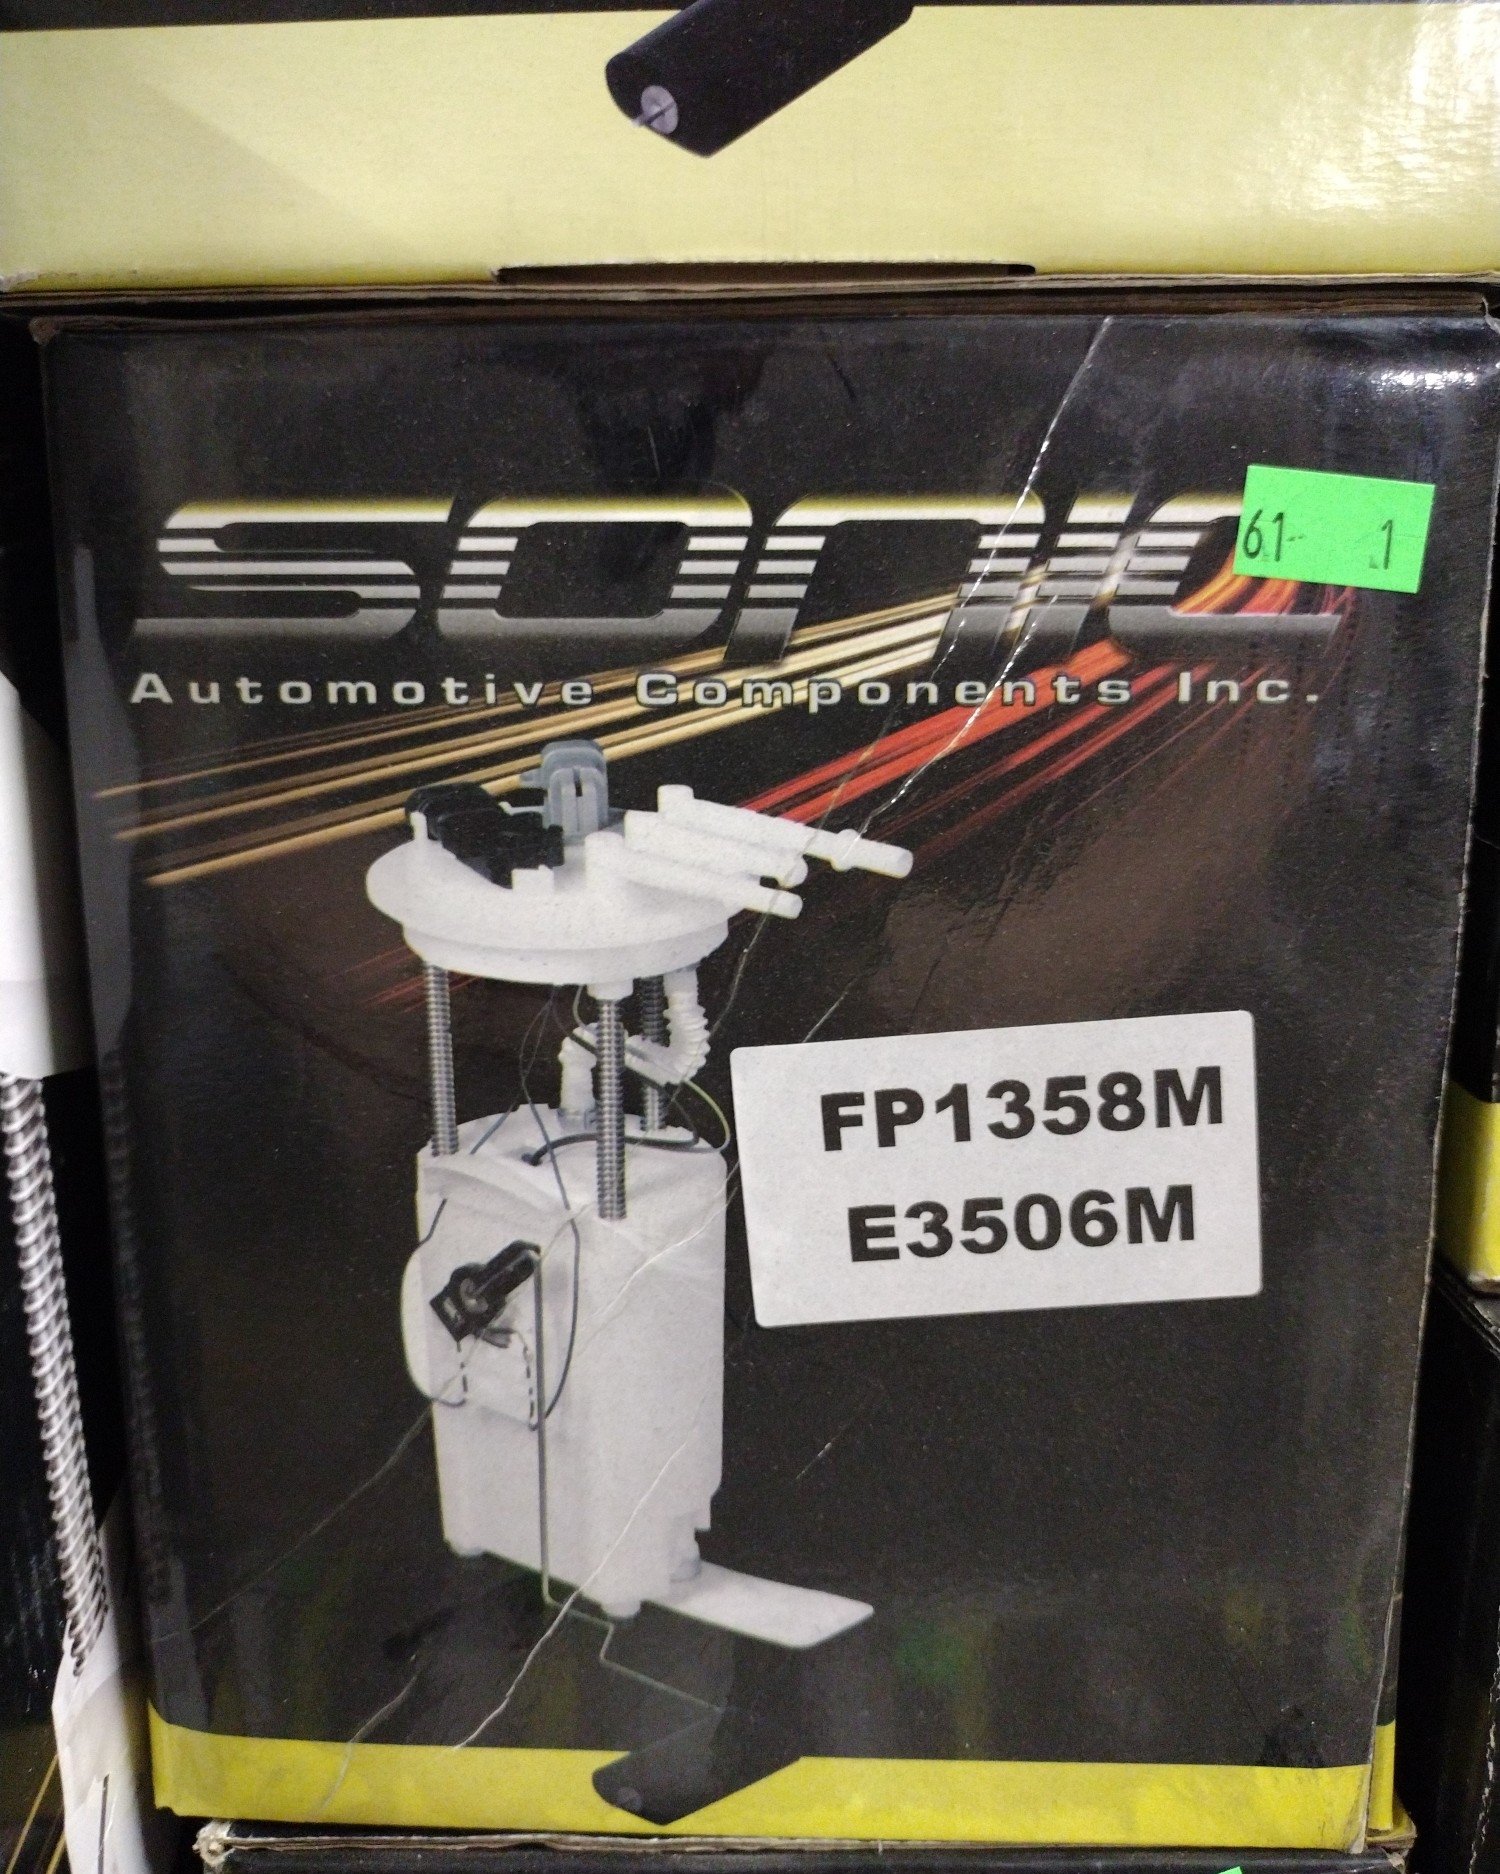 sonic
61-- .1
Automotive Components Inc.
FP1358M
E3506M